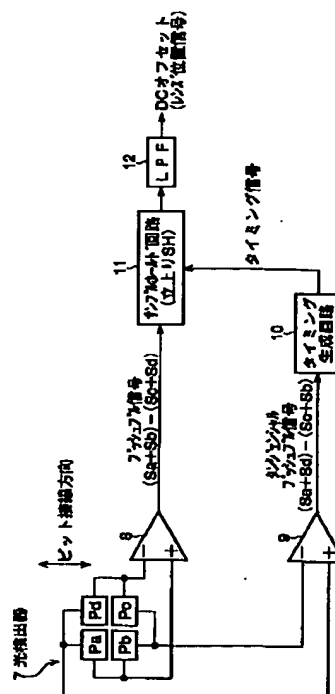 7 光検出器
ピット接線方向
Pa
Pd
Pb
Pc
8
−
+
プッシュプル信号
(Sa+Sb)-(Sc+Sd)
11
サンプルホールド回路
(立上りSH)
12
LPF
DCオフセット
(レンズ位置信号)
タイミング信号
9
−
+
タンジェンシャル
プッシュプル信号
(Sa+Sd)-(Sc+Sb)
10
タイミング
生成回路